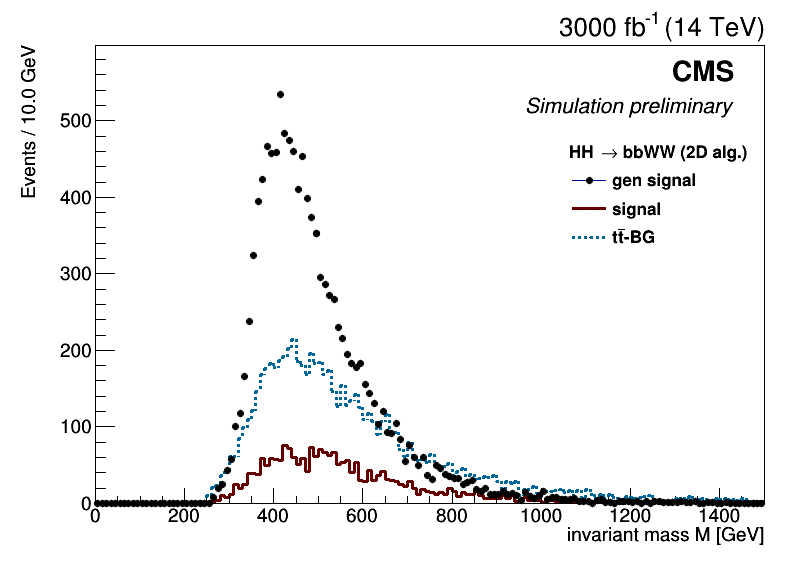 3000 fb⁻¹ (14 TeV)
CMS
Simulation preliminary
HH → bbWW (2D alg.)
gen signal
signal
tt̄-BG
Events / 10.0 GeV
500
400
300
200
100
0
0 200 400 600 800 1000 1200 1400
invariant mass M [GeV]